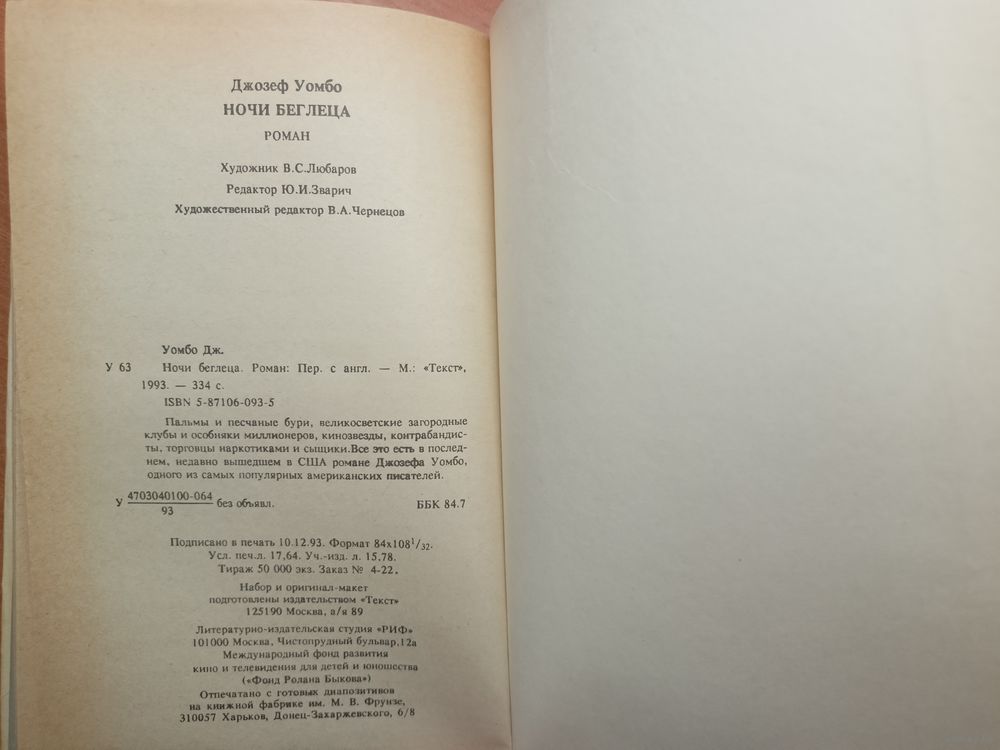 Джозеф Уомбо
НОЧИ БЕГЛЕЦА
РОМАН
Художник В.С.Любаров
Редактор Ю.И.Зварич
Художественный редактор В.А.Чернецов
Уомбо Дж.
У 63 Ночи беглеца. Роман: Пер. с англ. — М.: «Текст»,
1993. — 334 с.
ISBN 5-87106-093-5
Пальмы и песчаные бури, великосветские загородные
клубы и особняки миллионеров, кинозвезды, контрабандис-
ты, торговцы наркотиками и сыщики.Все это есть в послед-
нем, недавно вышедшем в США романе Джозефа Уомбо,
одного из самых популярных американских писателей.
У 4703040100-064/93 без объявл. ББК 84.7
Подписано в печать 10.12.93. Формат 84х108¹/₃₂.
Усл. печ.л. 17,64. Уч.-изд. л. 15.78.
Тираж 50 000 экз. Заказ № 4-22.
Набор и оригинал-макет
подготовлены издательством «Текст»
125190 Москва, а/я 89
Литературно-издательская студия «РИФ»
101000 Москва, Чистопрудный бульвар,12а
Международный фонд развития
кино и телевидения для детей и юношества
(«Фонд Ролана Быкова»)
Отпечатано с готовых диапозитивов
на книжной фабрике им. М. В. Фрунзе,
310057 Харьков, Донец-Захаржевского, 6/8